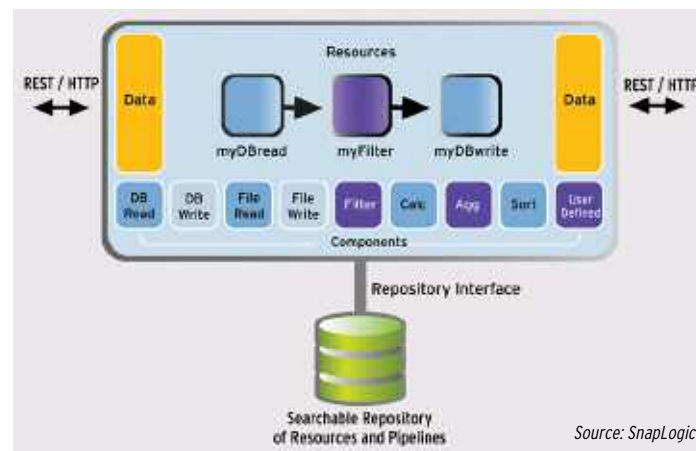 Resources
REST / HTTP
Data
Data
REST / HTTP
myDBread
myFilter
myDBwrite
DB
Read
DB
Write
File
Read
File
Write
Filter
Calc
Agg
Sort
User
Defined
Components
Repository Interface
Searchable Repository
of Resources and Pipelines
Source: SnapLogic